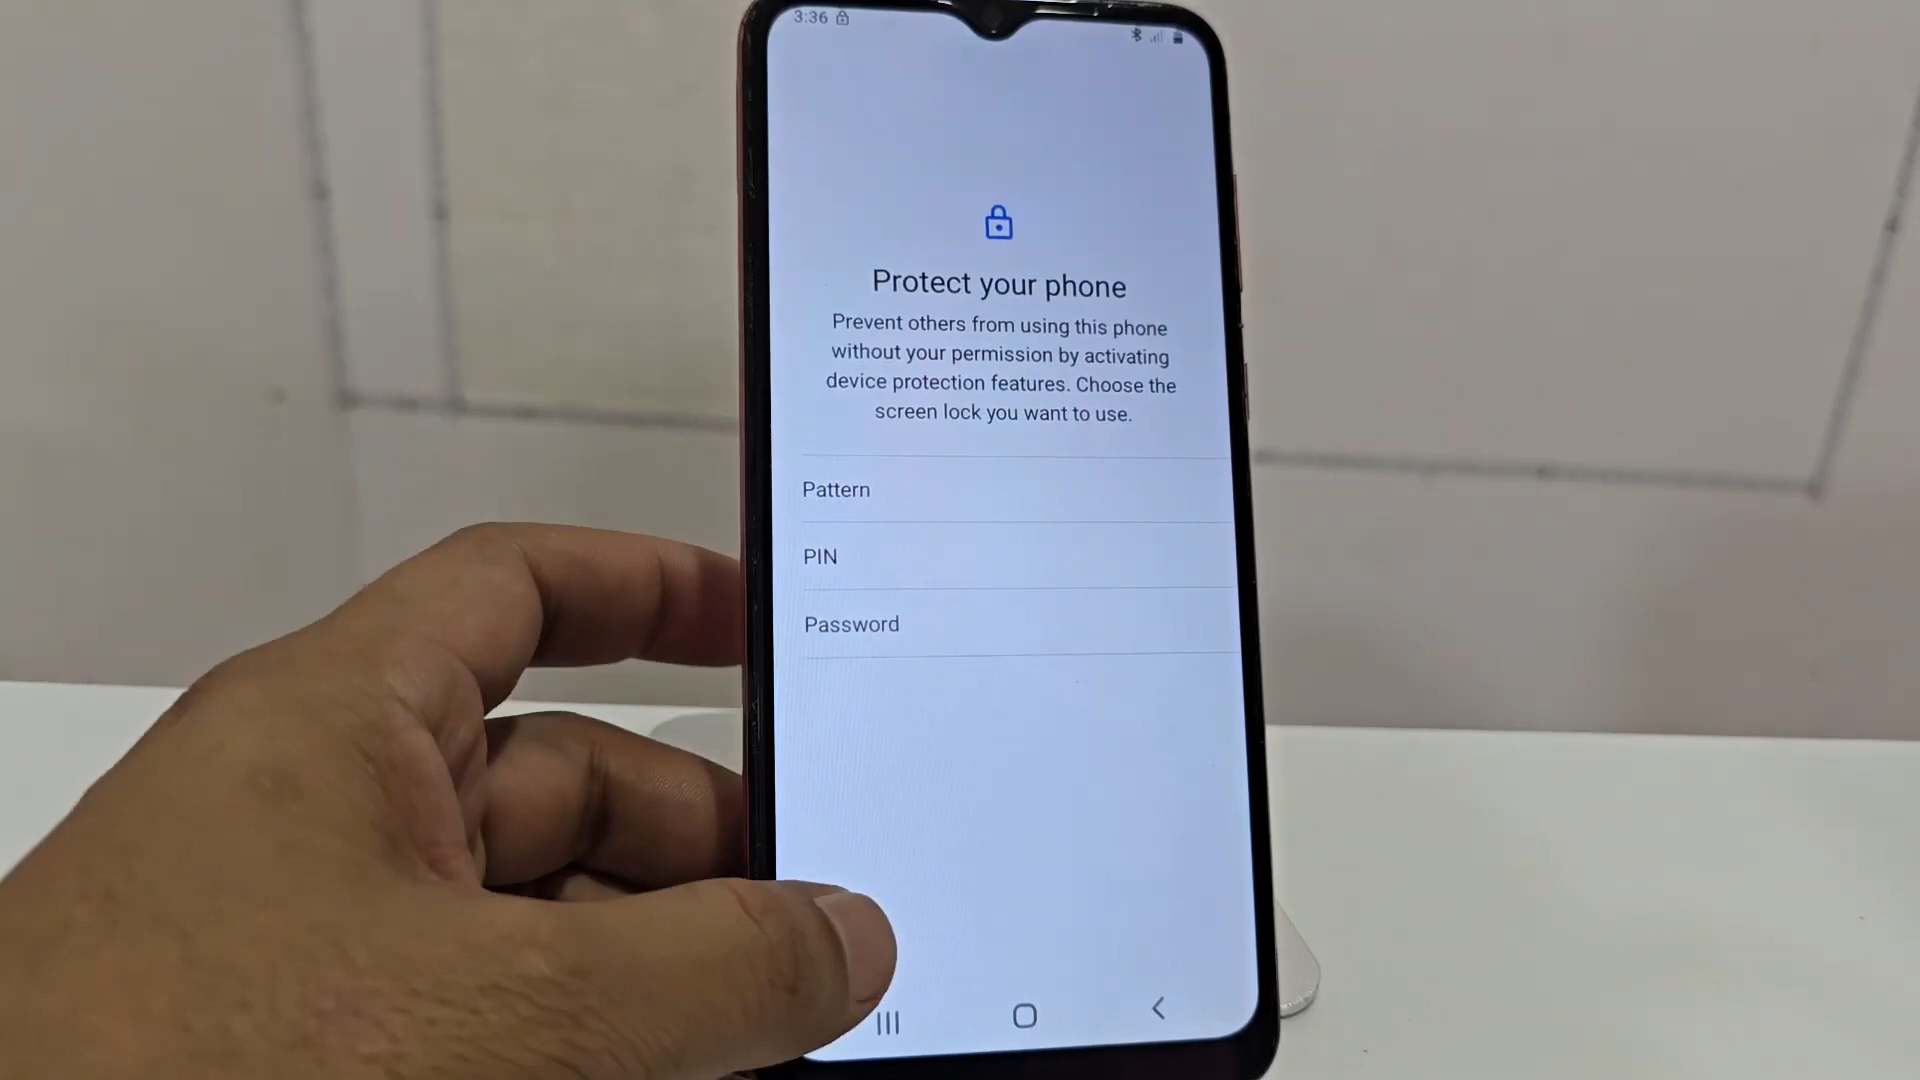 3:36
Protect your phone
Prevent others from using this phone
without your permission by activating
device protection features. Choose the
screen lock you want to use.
Pattern
PIN
Password